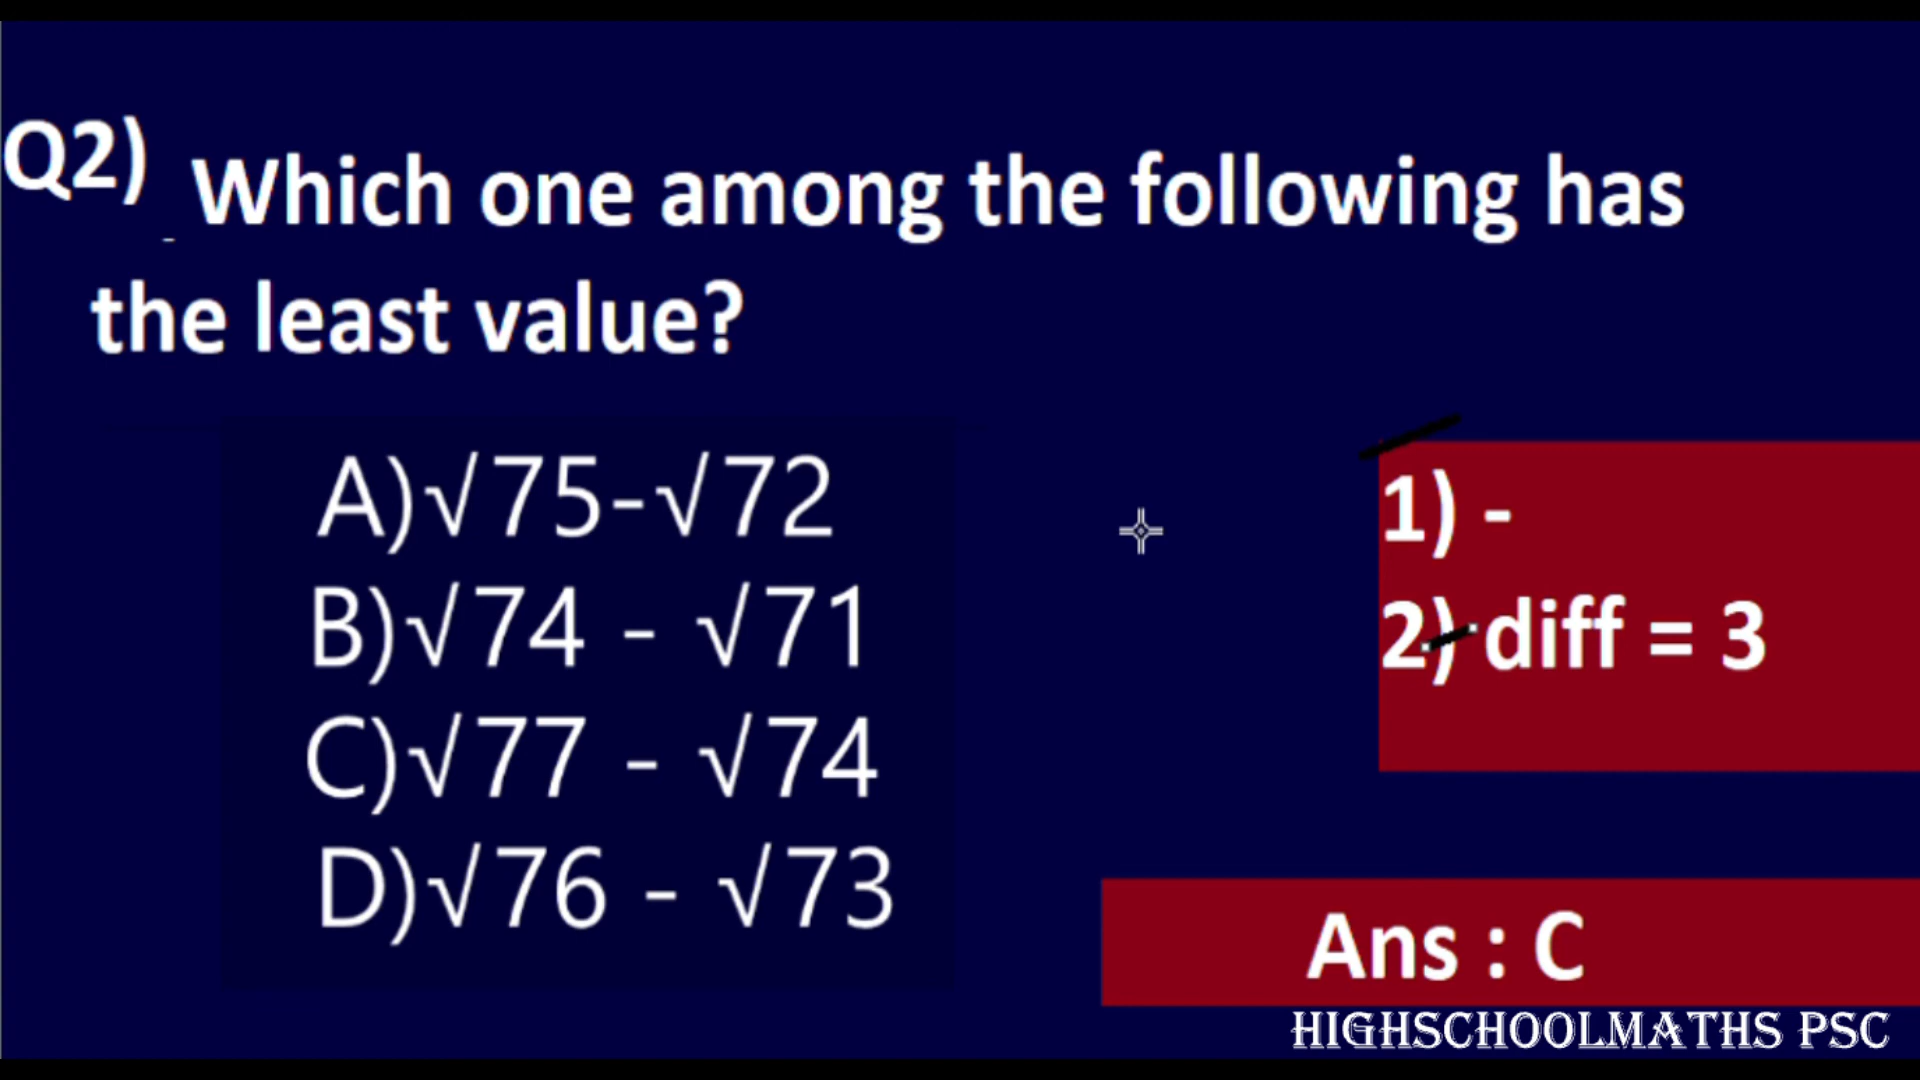 Q2) Which one among the following has
the least value?
A)√75-√72
B)√74 - √71
C)√77 - √74
D)√76 - √73
1) -
2) diff = 3
Ans : C
HIGHSCHOOLMATHS PSC